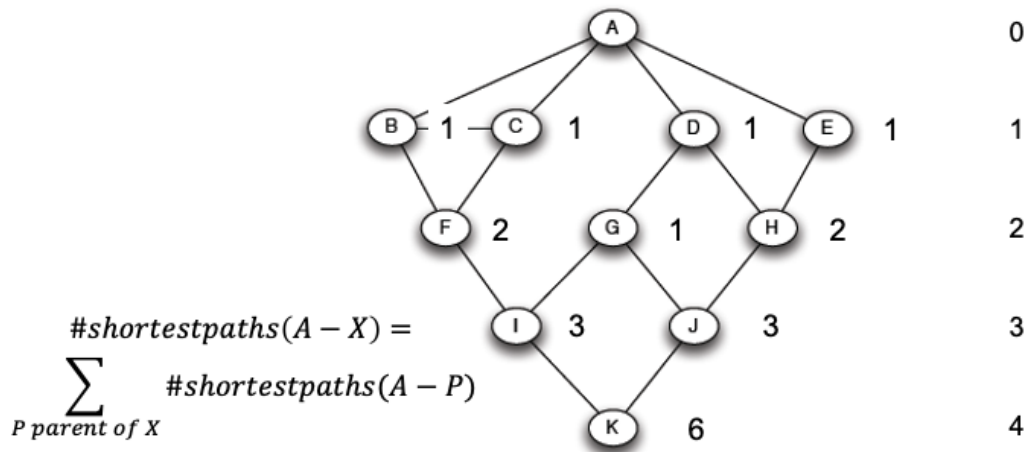 A 0
B 1 C 1 D 1 E 1 1
F 2 G 1 H 2 2
#shortestpaths(A − X) =
I 3 J 3 3
∑ #shortestpaths(A − P)
P parent of X
K 6 4